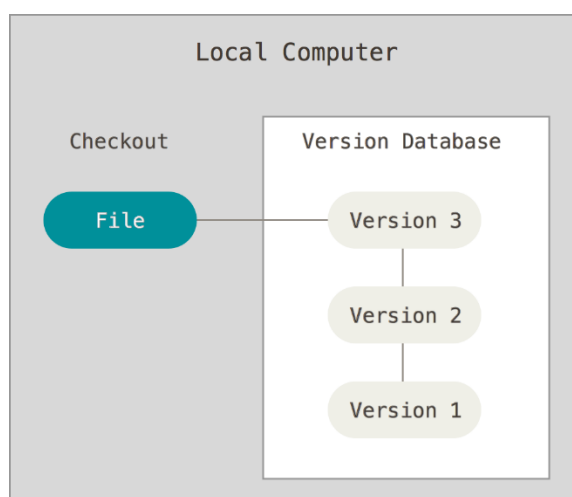 Local Computer
Checkout
Version Database
File
Version 3
Version 2
Version 1